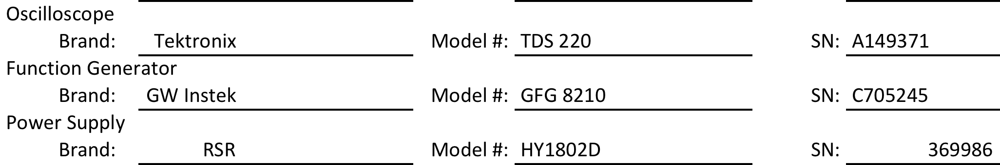 Oscilloscope
Brand: Tektronix Model #: TDS 220 SN: A149371
Function Generator
Brand: GW Instek Model #: GFG 8210 SN: C705245
Power Supply
Brand: RSR Model #: HY1802D SN: 369986